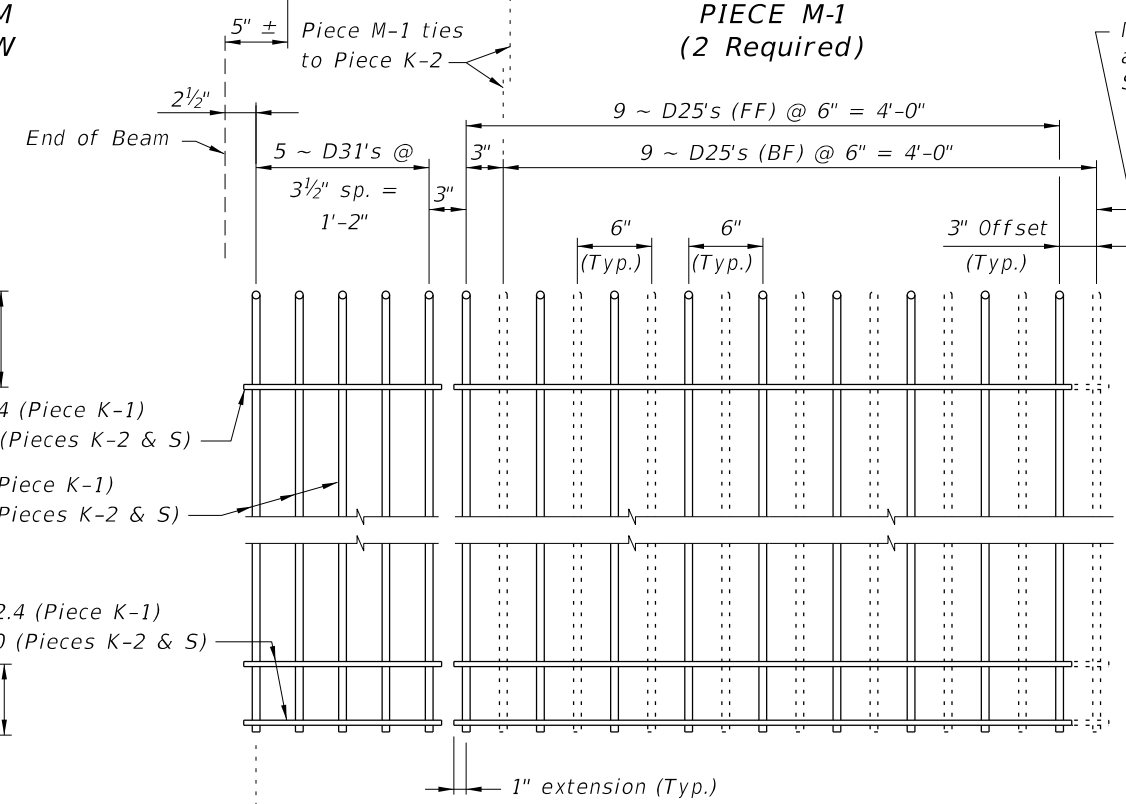 M
W
5" ±
Piece M-1 ties
to Piece K-2
PIECE M-1
(2 Required)
2½"
End of Beam
9 ~ D25's (FF) @ 6" = 4'-0"
5 ~ D31's @
3½" sp. =
1'-2"
3"
9 ~ D25's (BF) @ 6" = 4'-0"
3"
6"
(Typ.)
6"
(Typ.)
3" Offset
(Typ.)
4 (Piece K-1)
(Pieces K-2 & S)
Piece K-1)
Pieces K-2 & S)
2.4 (Piece K-1)
0 (Pieces K-2 & S)
1" extension (Typ.)